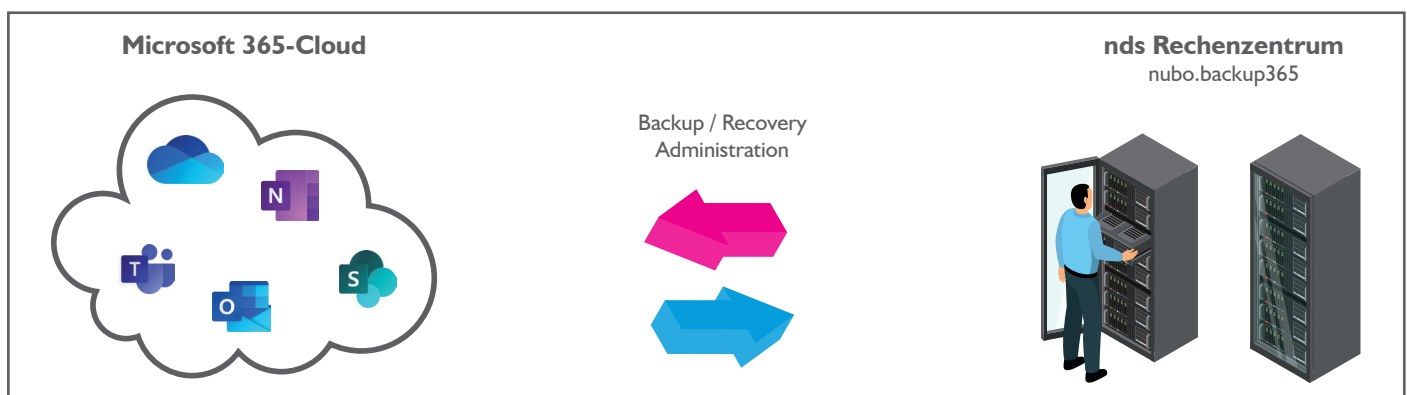 Microsoft 365-Cloud
nds Rechenzentrum
nubo.backup365
Backup / Recovery
Administration
N
T
S
O